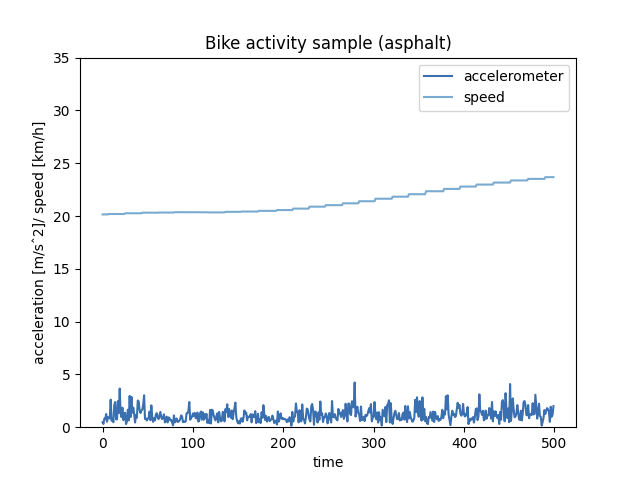 Bike activity sample (asphalt)
accelerometer
speed
acceleration [m/sˆ2]/ speed [km/h]
35
30
25
20
15
10
5
0
0 100 200 300 400 500
time